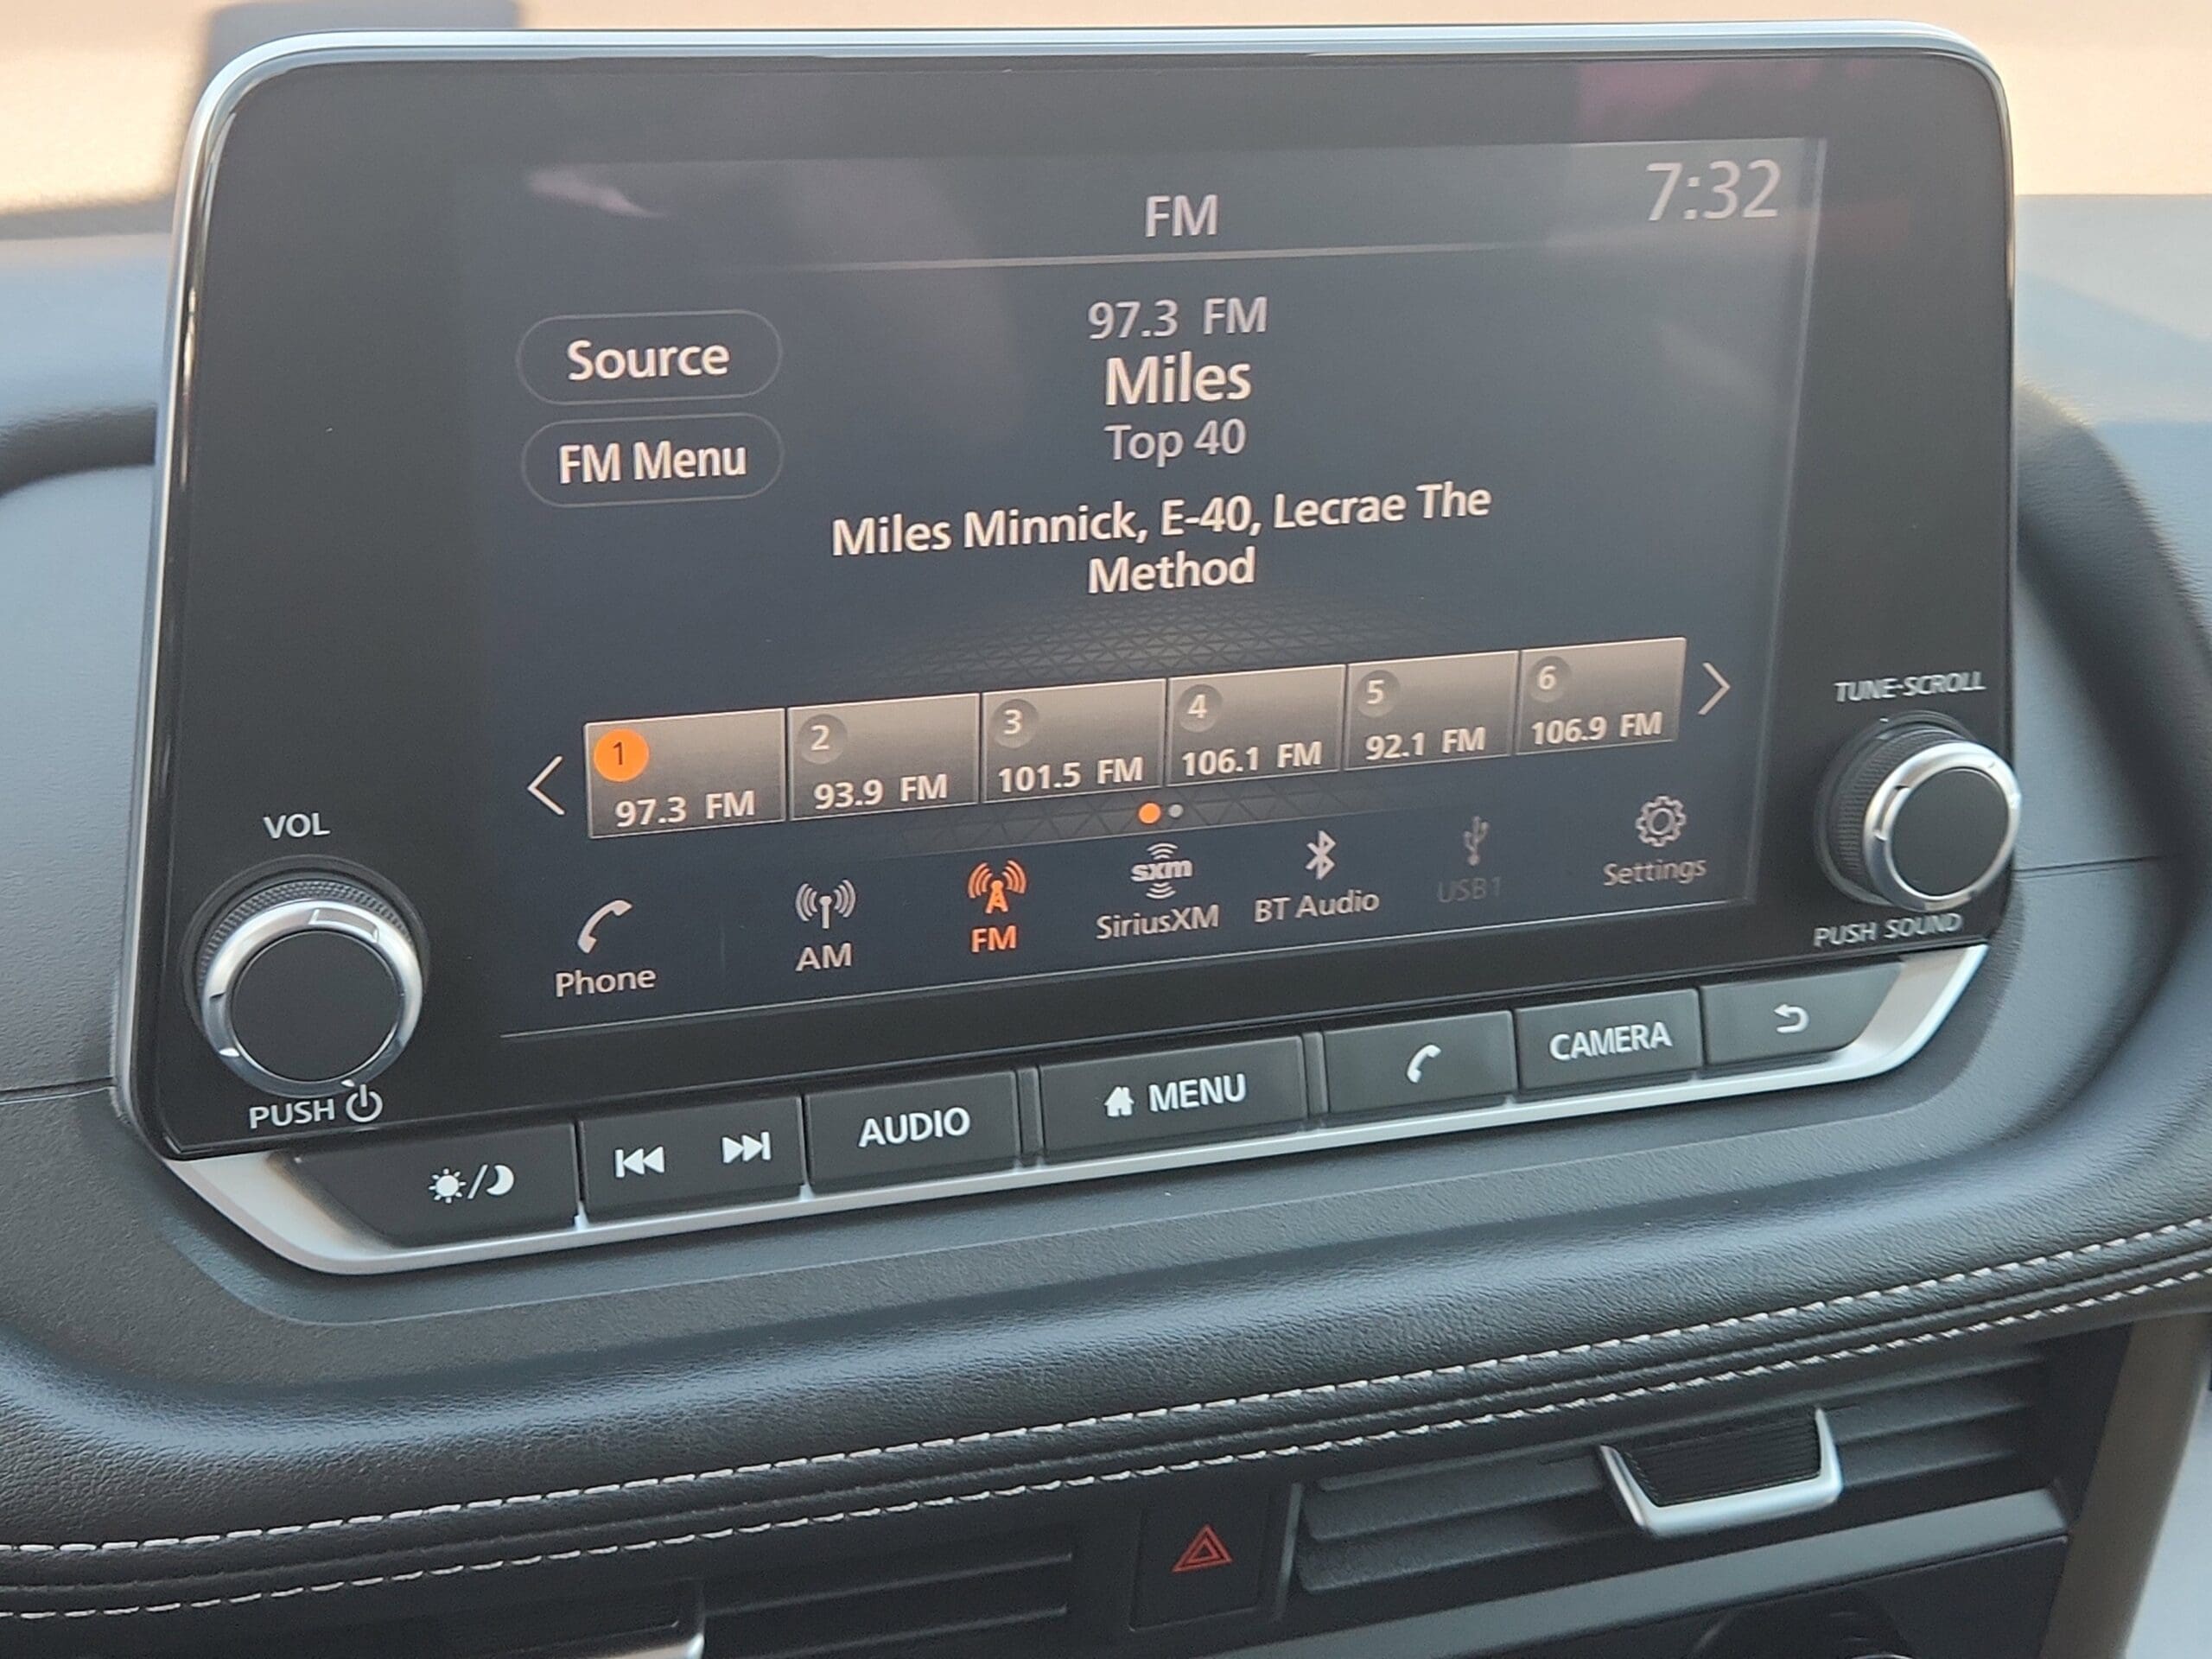 FM
7:32
97.3 FM
Source
Miles
FM Menu
Top 40
Miles Minnick, E-40, Lecrae The
Method
1
97.3 FM
2
93.9 FM
3
101.5 FM
4
106.1 FM
5
92.1 FM
6
106.9 FM
TUNE·SCROLL
PUSH SOUND
VOL
PUSH
Phone
AM
FM
sxm
SiriusXM
BT Audio
USB1
Settings
AUDIO
MENU
CAMERA